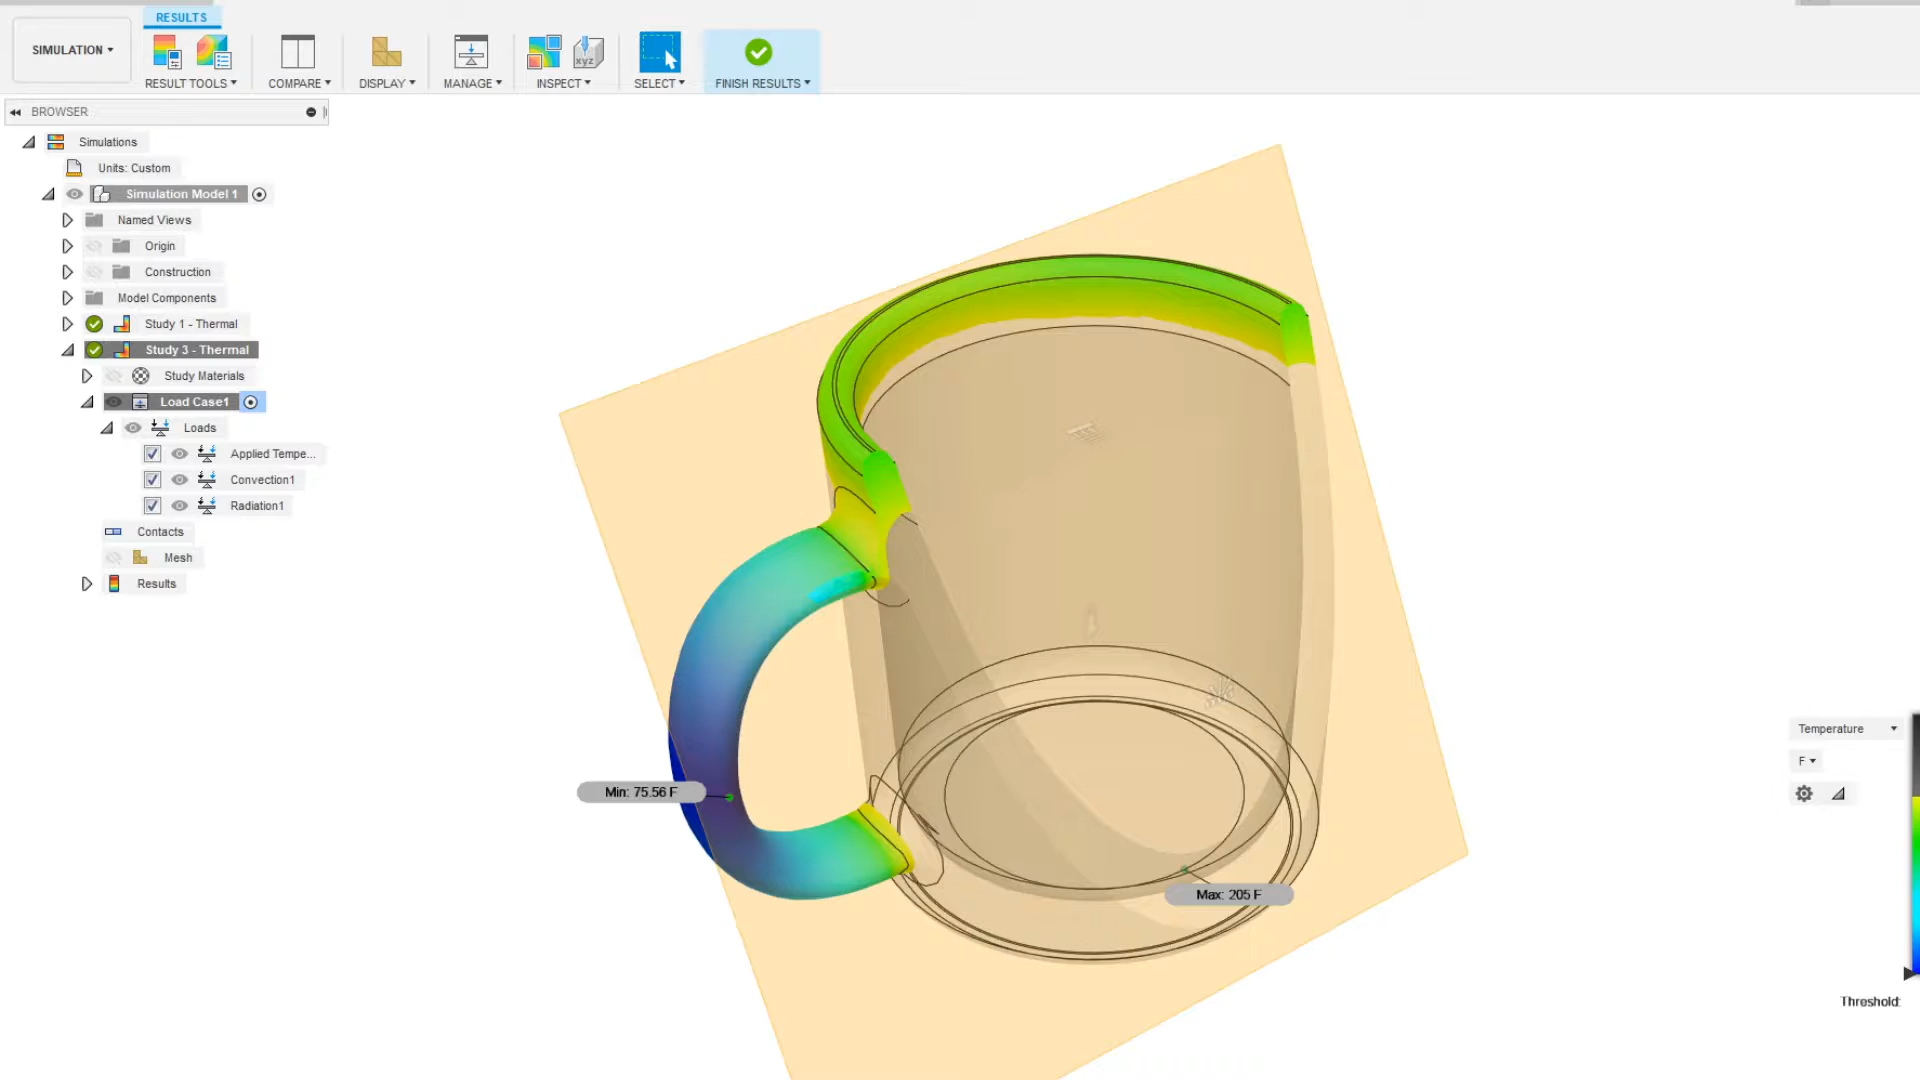 RESULTS
SIMULATION
RESULT TOOLS
COMPARE
DISPLAY
MANAGE
INSPECT
SELECT
FINISH RESULTS
xyz
BROWSER
Simulations
Units: Custom
Simulation Model 1
Named Views
Origin
Construction
Model Components
Study 1 - Thermal
Study 3 - Thermal
Study Materials
Load Case1
Loads
Applied Tempe...
Convection1
Radiation1
Contacts
Mesh
Results
Min: 75.56 F
Max: 205 F
Temperature
F
Threshold: